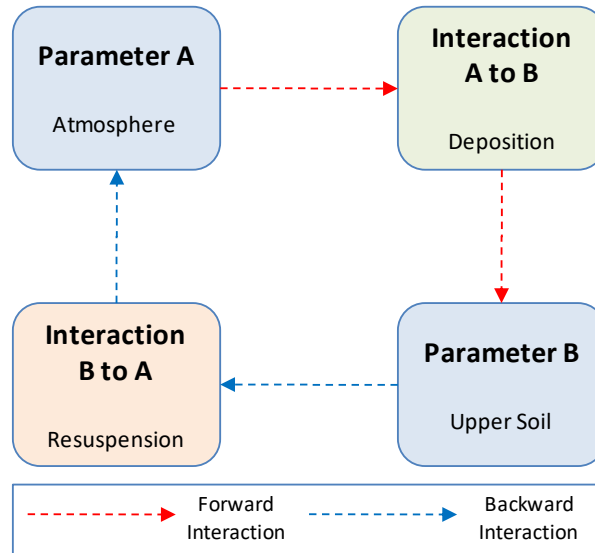 Parameter A
Atmosphere
Interaction
A to B
Deposition
Interaction
B to A
Resuspension
Parameter B
Upper Soil
Forward
Interaction
Backward
Interaction